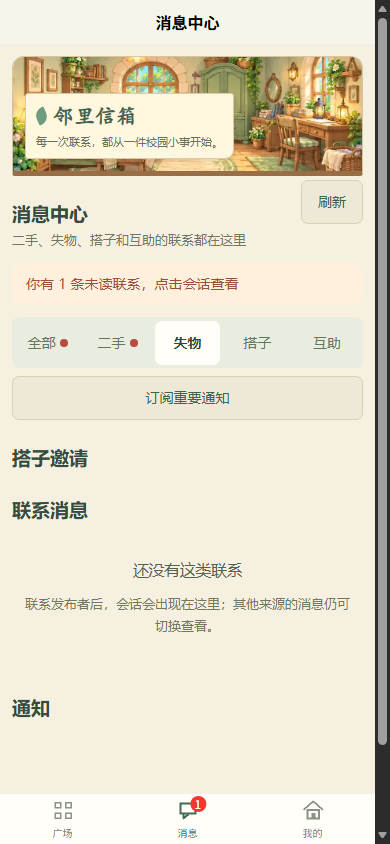 消息中心
邻里信箱
每一次联系，都从一件校园小事开始。
消息中心
刷新
二手、失物、搭子和互助的联系都在这里
你有 1 条未读联系，点击会话查看
全部 二手 失物 搭子 互助
订阅重要通知
搭子邀请
联系消息
还没有这类联系
联系发布者后，会话会出现在这里；其他来源的消息仍可
切换查看。
通知
1
广场 消息 我的